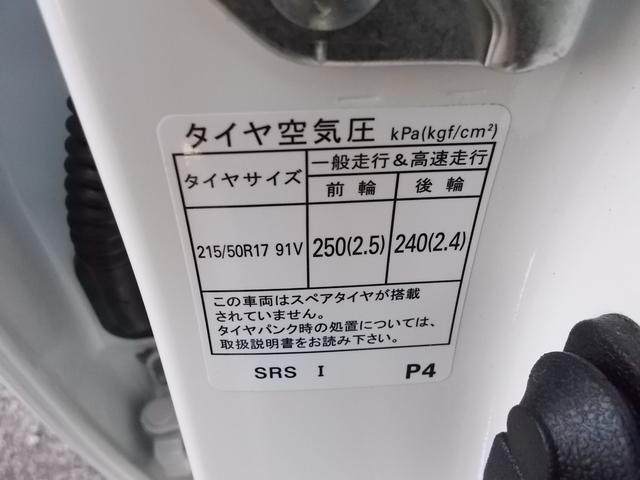 タイヤ空気圧 kPa(kgf/cm²)
タイヤサイズ 一般走行&高速走行
前輪 後輪
215/50R17 91V 250(2.5) 240(2.4)
この車両はスペアタイヤが搭載
されていません。
タイヤパンク時の処置については、
取扱説明書をお読み下さい。
SRS I P4